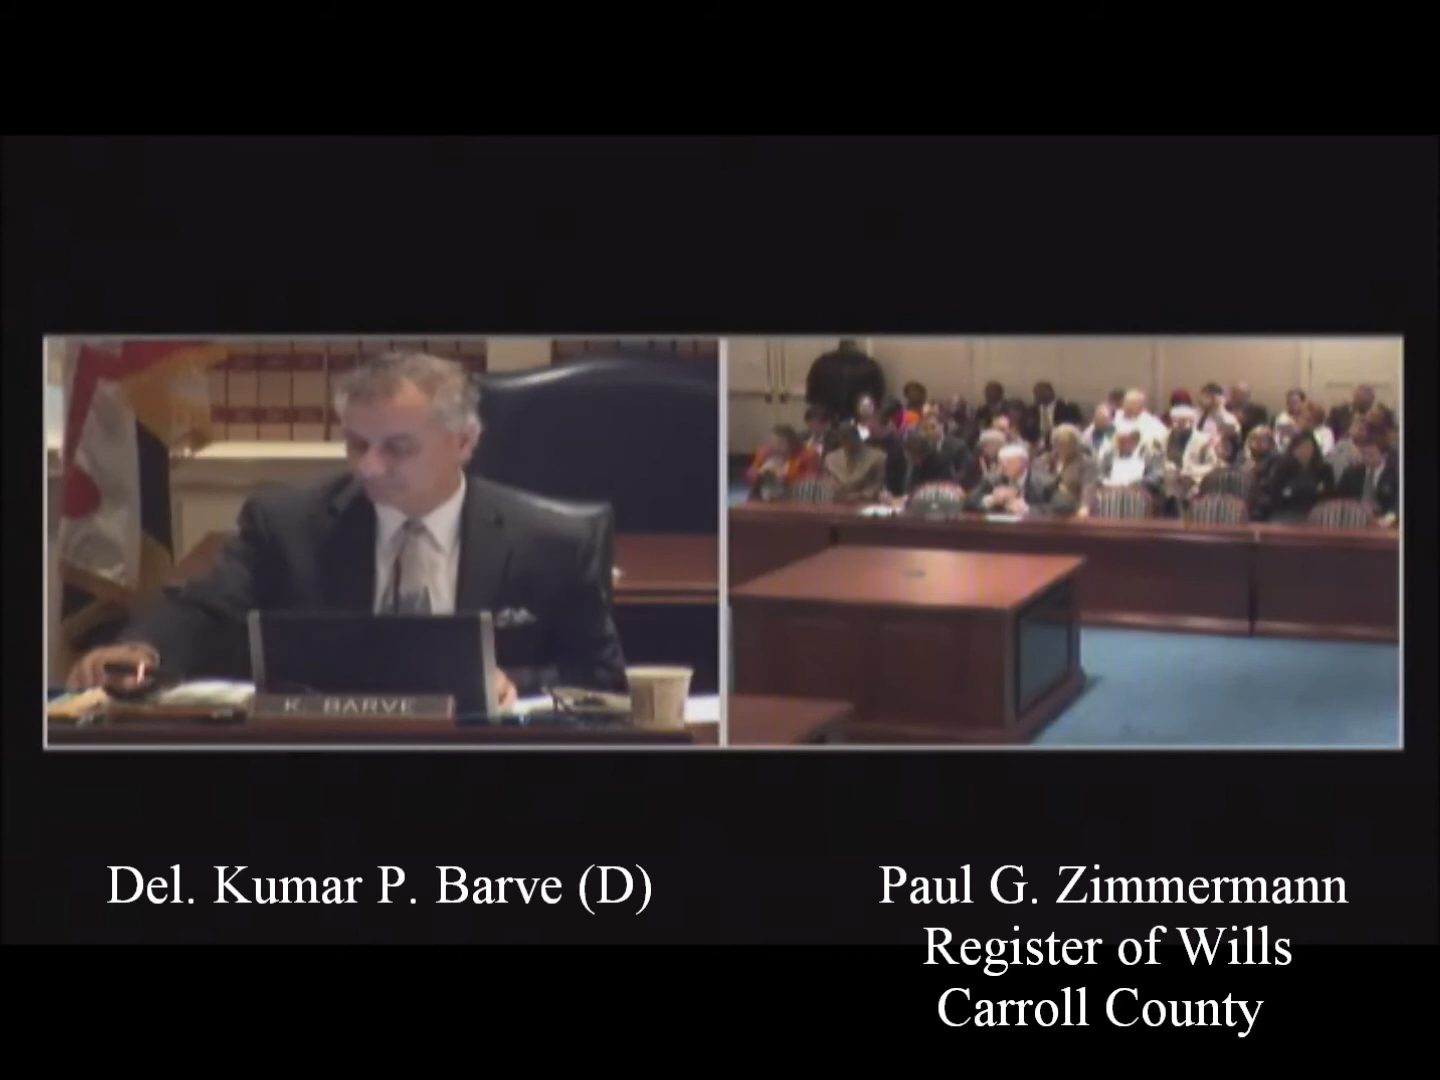 K. BARVE
Del. Kumar P. Barve (D)
Paul G. Zimmermann
Register of Wills
Carroll County